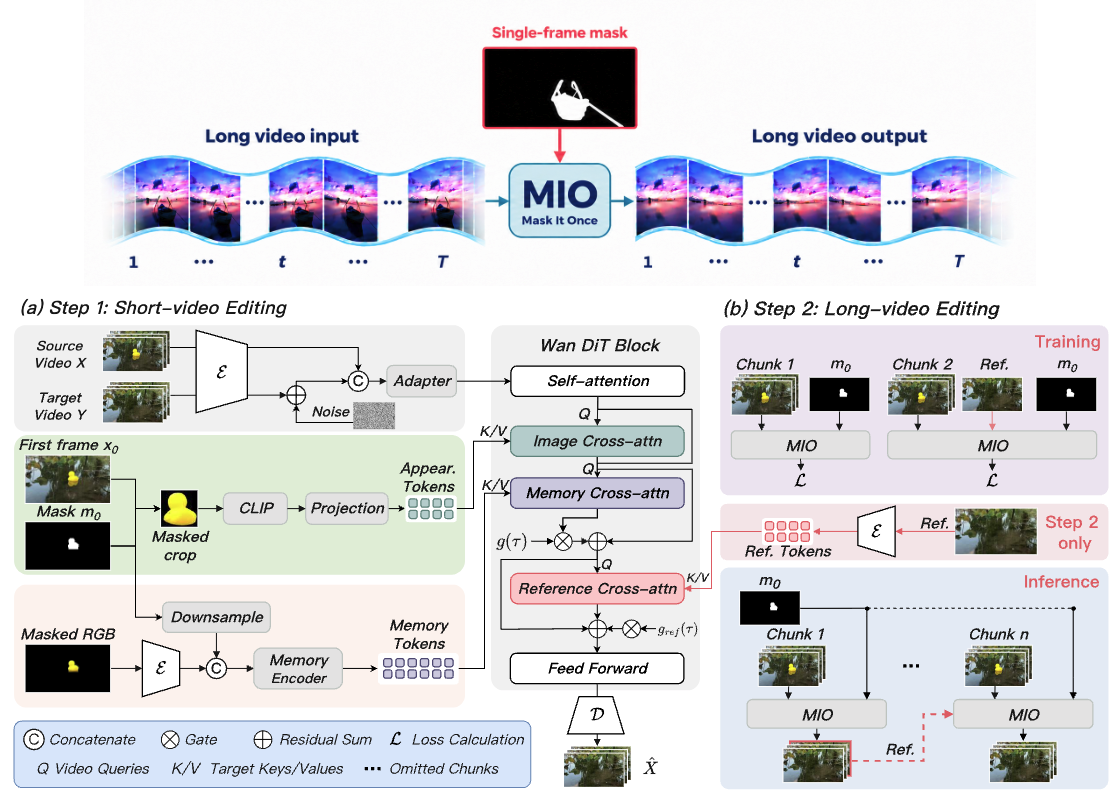 Single-frame mask
Long video input
Long video output
MIO
Mask It Once
1 ... t ... T
1 ... t ... T
(a) Step 1: Short-video Editing
(b) Step 2: Long-video Editing
Source
Video X
Target
Video Y
ℰ
C
Noise
Adapter
Wan DiT Block
Self-attention
Q
K/V
Image Cross-attn
Q
K/V
Memory Cross-attn
g(τ)
Q
K/V
Reference Cross-attn
g_ref(τ)
Feed Forward
𝒟
X̂
First frame x₀
Mask m₀
Masked
crop
CLIP
Projection
Appear.
Tokens
Downsample
Masked RGB
ℰ
C
Memory
Encoder
Memory
Tokens
Training
Chunk 1
m₀
Chunk 2
Ref.
m₀
MIO
MIO
ℒ
ℒ
Ref. Tokens
ℰ
Ref.
Step 2
only
Inference
m₀
Chunk 1
...
Chunk n
MIO
MIO
Ref.
C Concatenate
Gate
Residual Sum
ℒ Loss Calculation
Q Video Queries
K/V Target Keys/Values
... Omitted Chunks